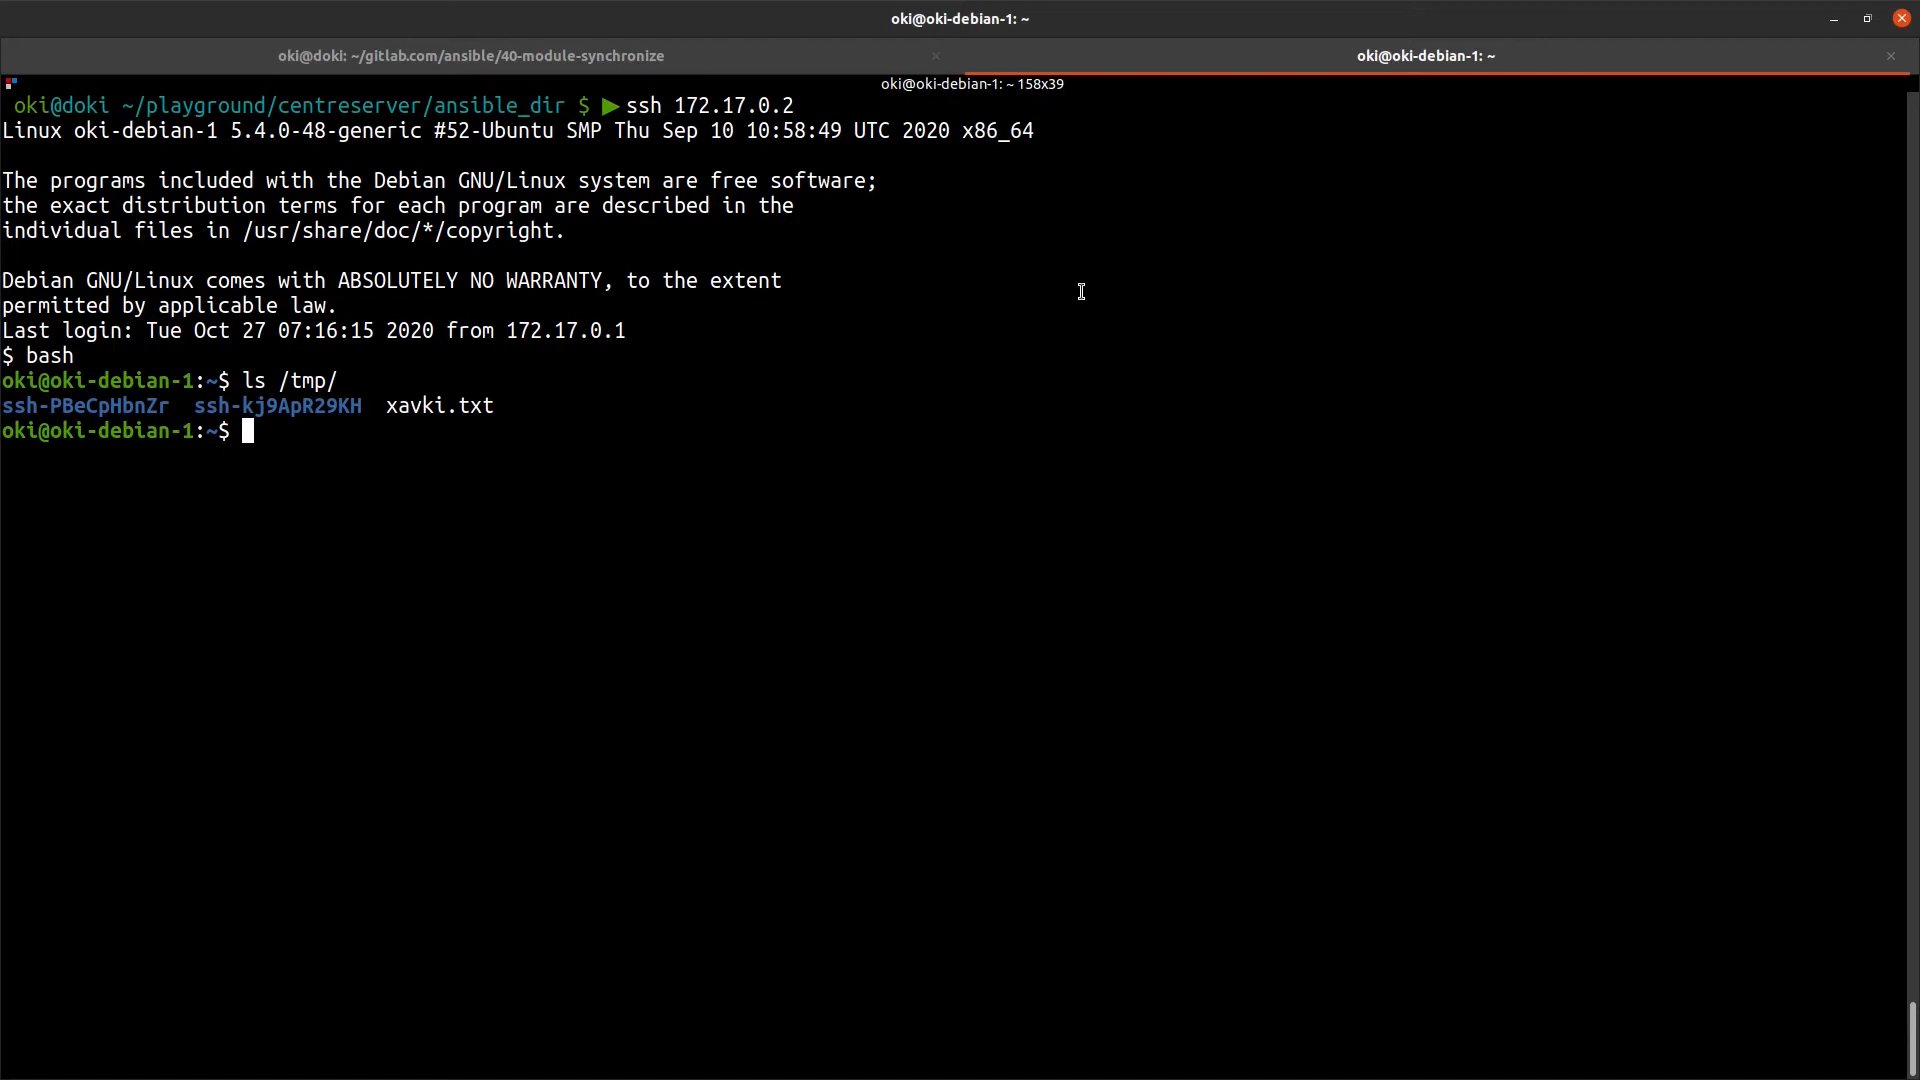 oki@oki-debian-1: ~
oki@doki: ~/gitlab.com/ansible/40-module-synchronize
oki@oki-debian-1: ~
oki@oki-debian-1: ~ 158x39
oki@doki ~/playground/centreserver/ansible_dir $ ▶ ssh 172.17.0.2
Linux oki-debian-1 5.4.0-48-generic #52-Ubuntu SMP Thu Sep 10 10:58:49 UTC 2020 x86_64
The programs included with the Debian GNU/Linux system are free software;
the exact distribution terms for each program are described in the
individual files in /usr/share/doc/*/copyright.
Debian GNU/Linux comes with ABSOLUTELY NO WARRANTY, to the extent
permitted by applicable law.
Last login: Tue Oct 27 07:16:15 2020 from 172.17.0.1
$ bash
oki@oki-debian-1:~$ ls /tmp/
ssh-PBeCpHbnZr  ssh-kj9ApR29KH  xavki.txt
oki@oki-debian-1:~$